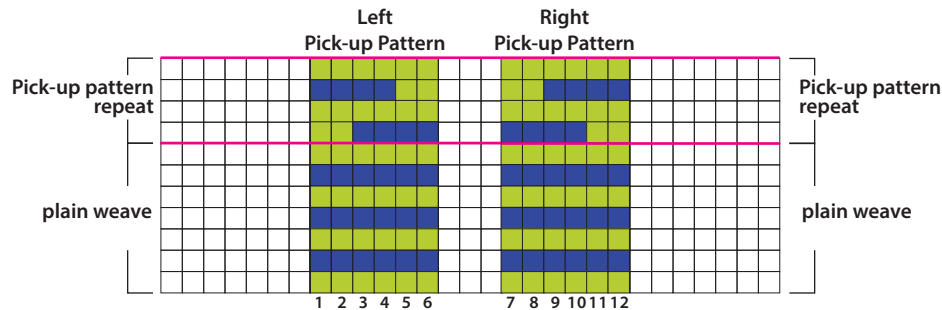 Left
Pick-up Pattern
Right
Pick-up Pattern
Pick-up pattern
repeat
Pick-up pattern
repeat
plain weave
plain weave
1 2 3 4 5 6 7 8 9 10 11 12